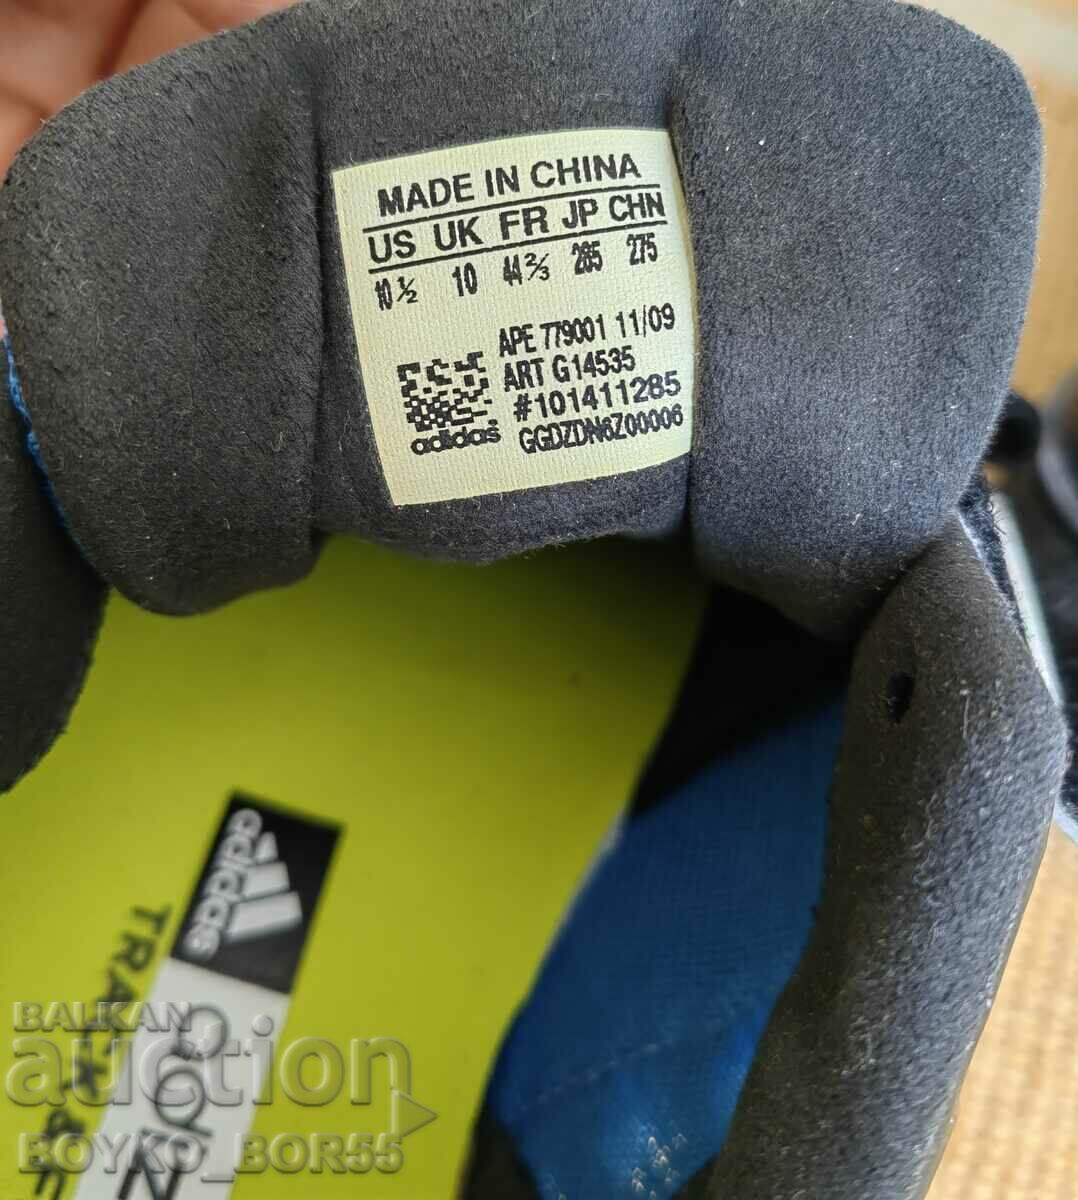 MADE IN CHINA
US UK FR JP CHN
10½ 10 44⅔ 285 275
APE 779001 11/09
ART G14535
#101411285
GGDZDN6Z00006
adidas
adidas
TRACK & F
BALKAN
auction
BOYKO_BOR55